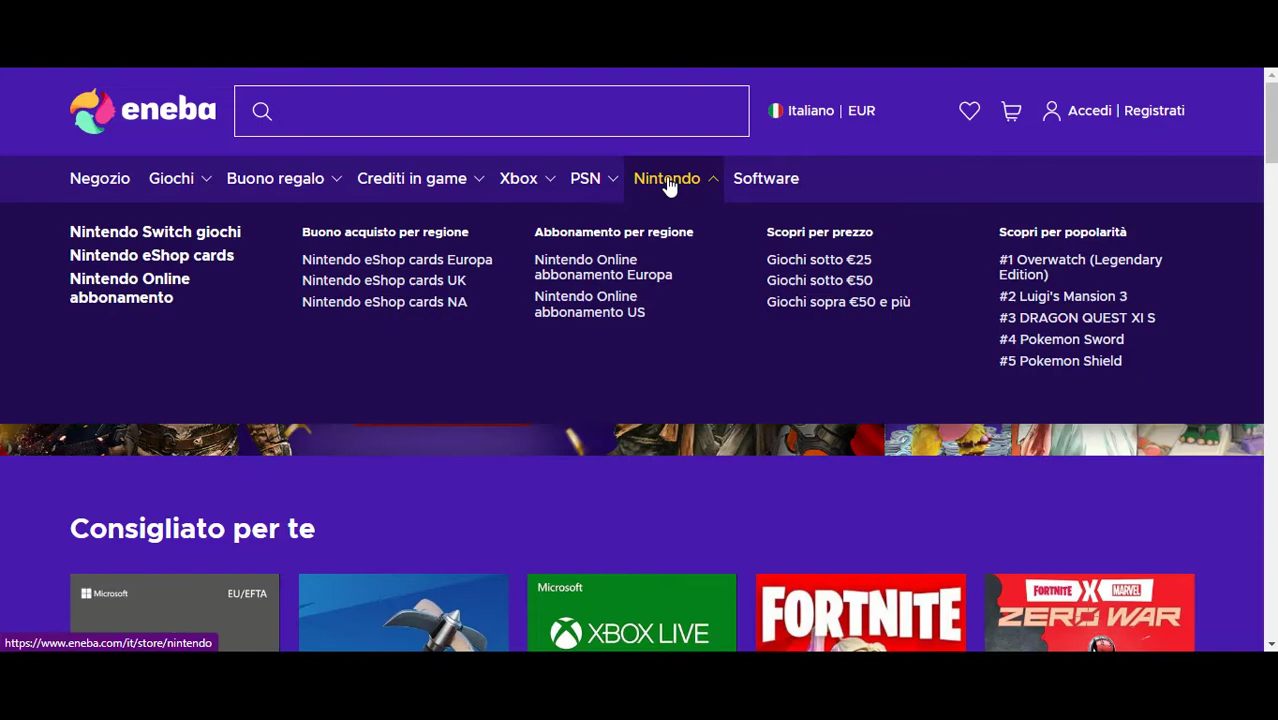 eneba
Italiano | EUR
Accedi | Registrati
Negozio
Giochi
Buono regalo
Crediti in game
Xbox
PSN
Nintendo
Software
Nintendo Switch giochi
Nintendo eShop cards
Nintendo Online
abbonamento
Buono acquisto per regione
Nintendo eShop cards Europa
Nintendo eShop cards UK
Nintendo eShop cards NA
Abbonamento per regione
Nintendo Online
abbonamento Europa
Nintendo Online
abbonamento US
Scopri per prezzo
Giochi sotto €25
Giochi sotto €50
Giochi sopra €50 e più
Scopri per popolarità
#1 Overwatch (Legendary
Edition)
#2 Luigi's Mansion 3
#3 DRAGON QUEST XI S
#4 Pokemon Sword
#5 Pokemon Shield
Consigliato per te
Microsoft
EU/EFTA
Microsoft
XBOX LIVE
FORTNITE
FORTNITE X MARVEL
ZERO WAR
https://www.eneba.com/it/store/nintendo